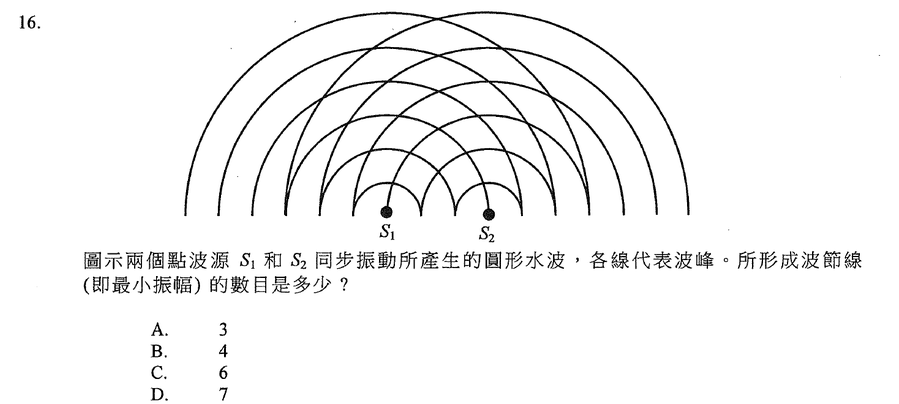 16.
S₁
S₂
圖示兩個點波源 S₁ 和 S₂ 同步振動所產生的圓形水波，各線代表波峰。所形成波節線
(即最小振幅) 的數目是多少？
A. 3
B. 4
C. 6
D. 7